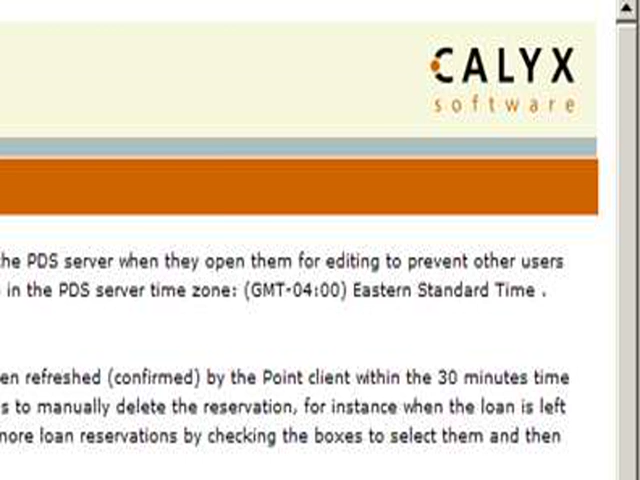 CALYX
software
the PDS server when they open them for editing to prevent other users
in the PDS server time zone: (GMT-04:00) Eastern Standard Time .
en refreshed (confirmed) by the Point client within the 30 minutes time
s to manually delete the reservation, for instance when the loan is left
more loan reservations by checking the boxes to select them and then